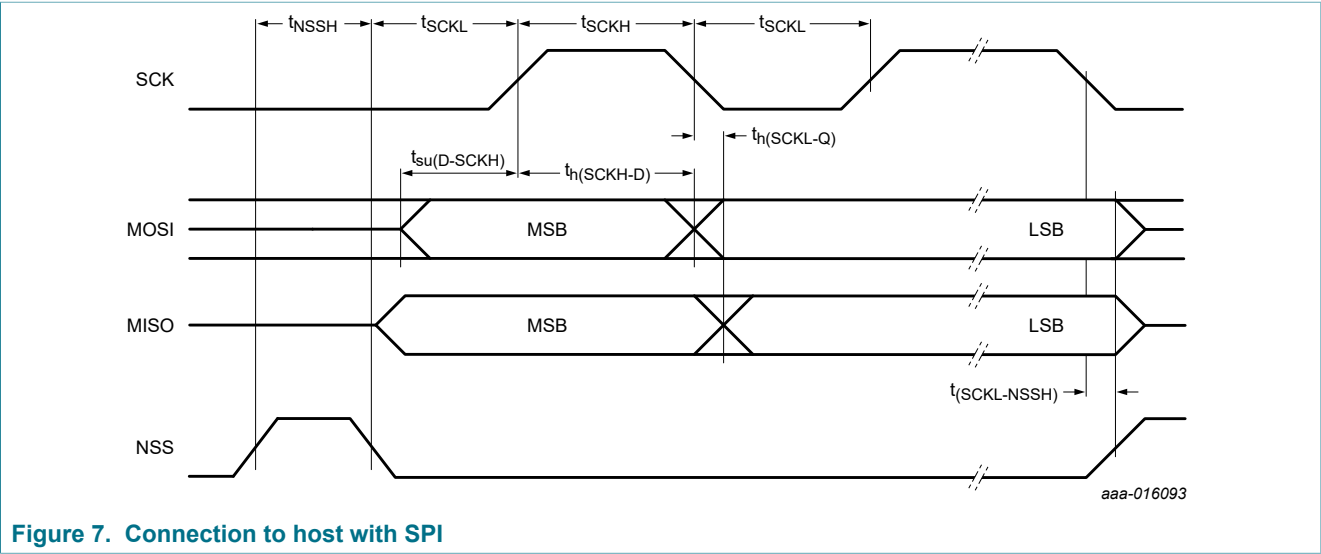 tNSSH tSCKL tSCKH tSCKL
SCK
th(SCKL-Q)
tsu(D-SCKH) th(SCKH-D)
MOSI MSB LSB
MISO MSB LSB
t(SCKL-NSSH)
NSS
aaa-016093
Figure 7. Connection to host with SPI